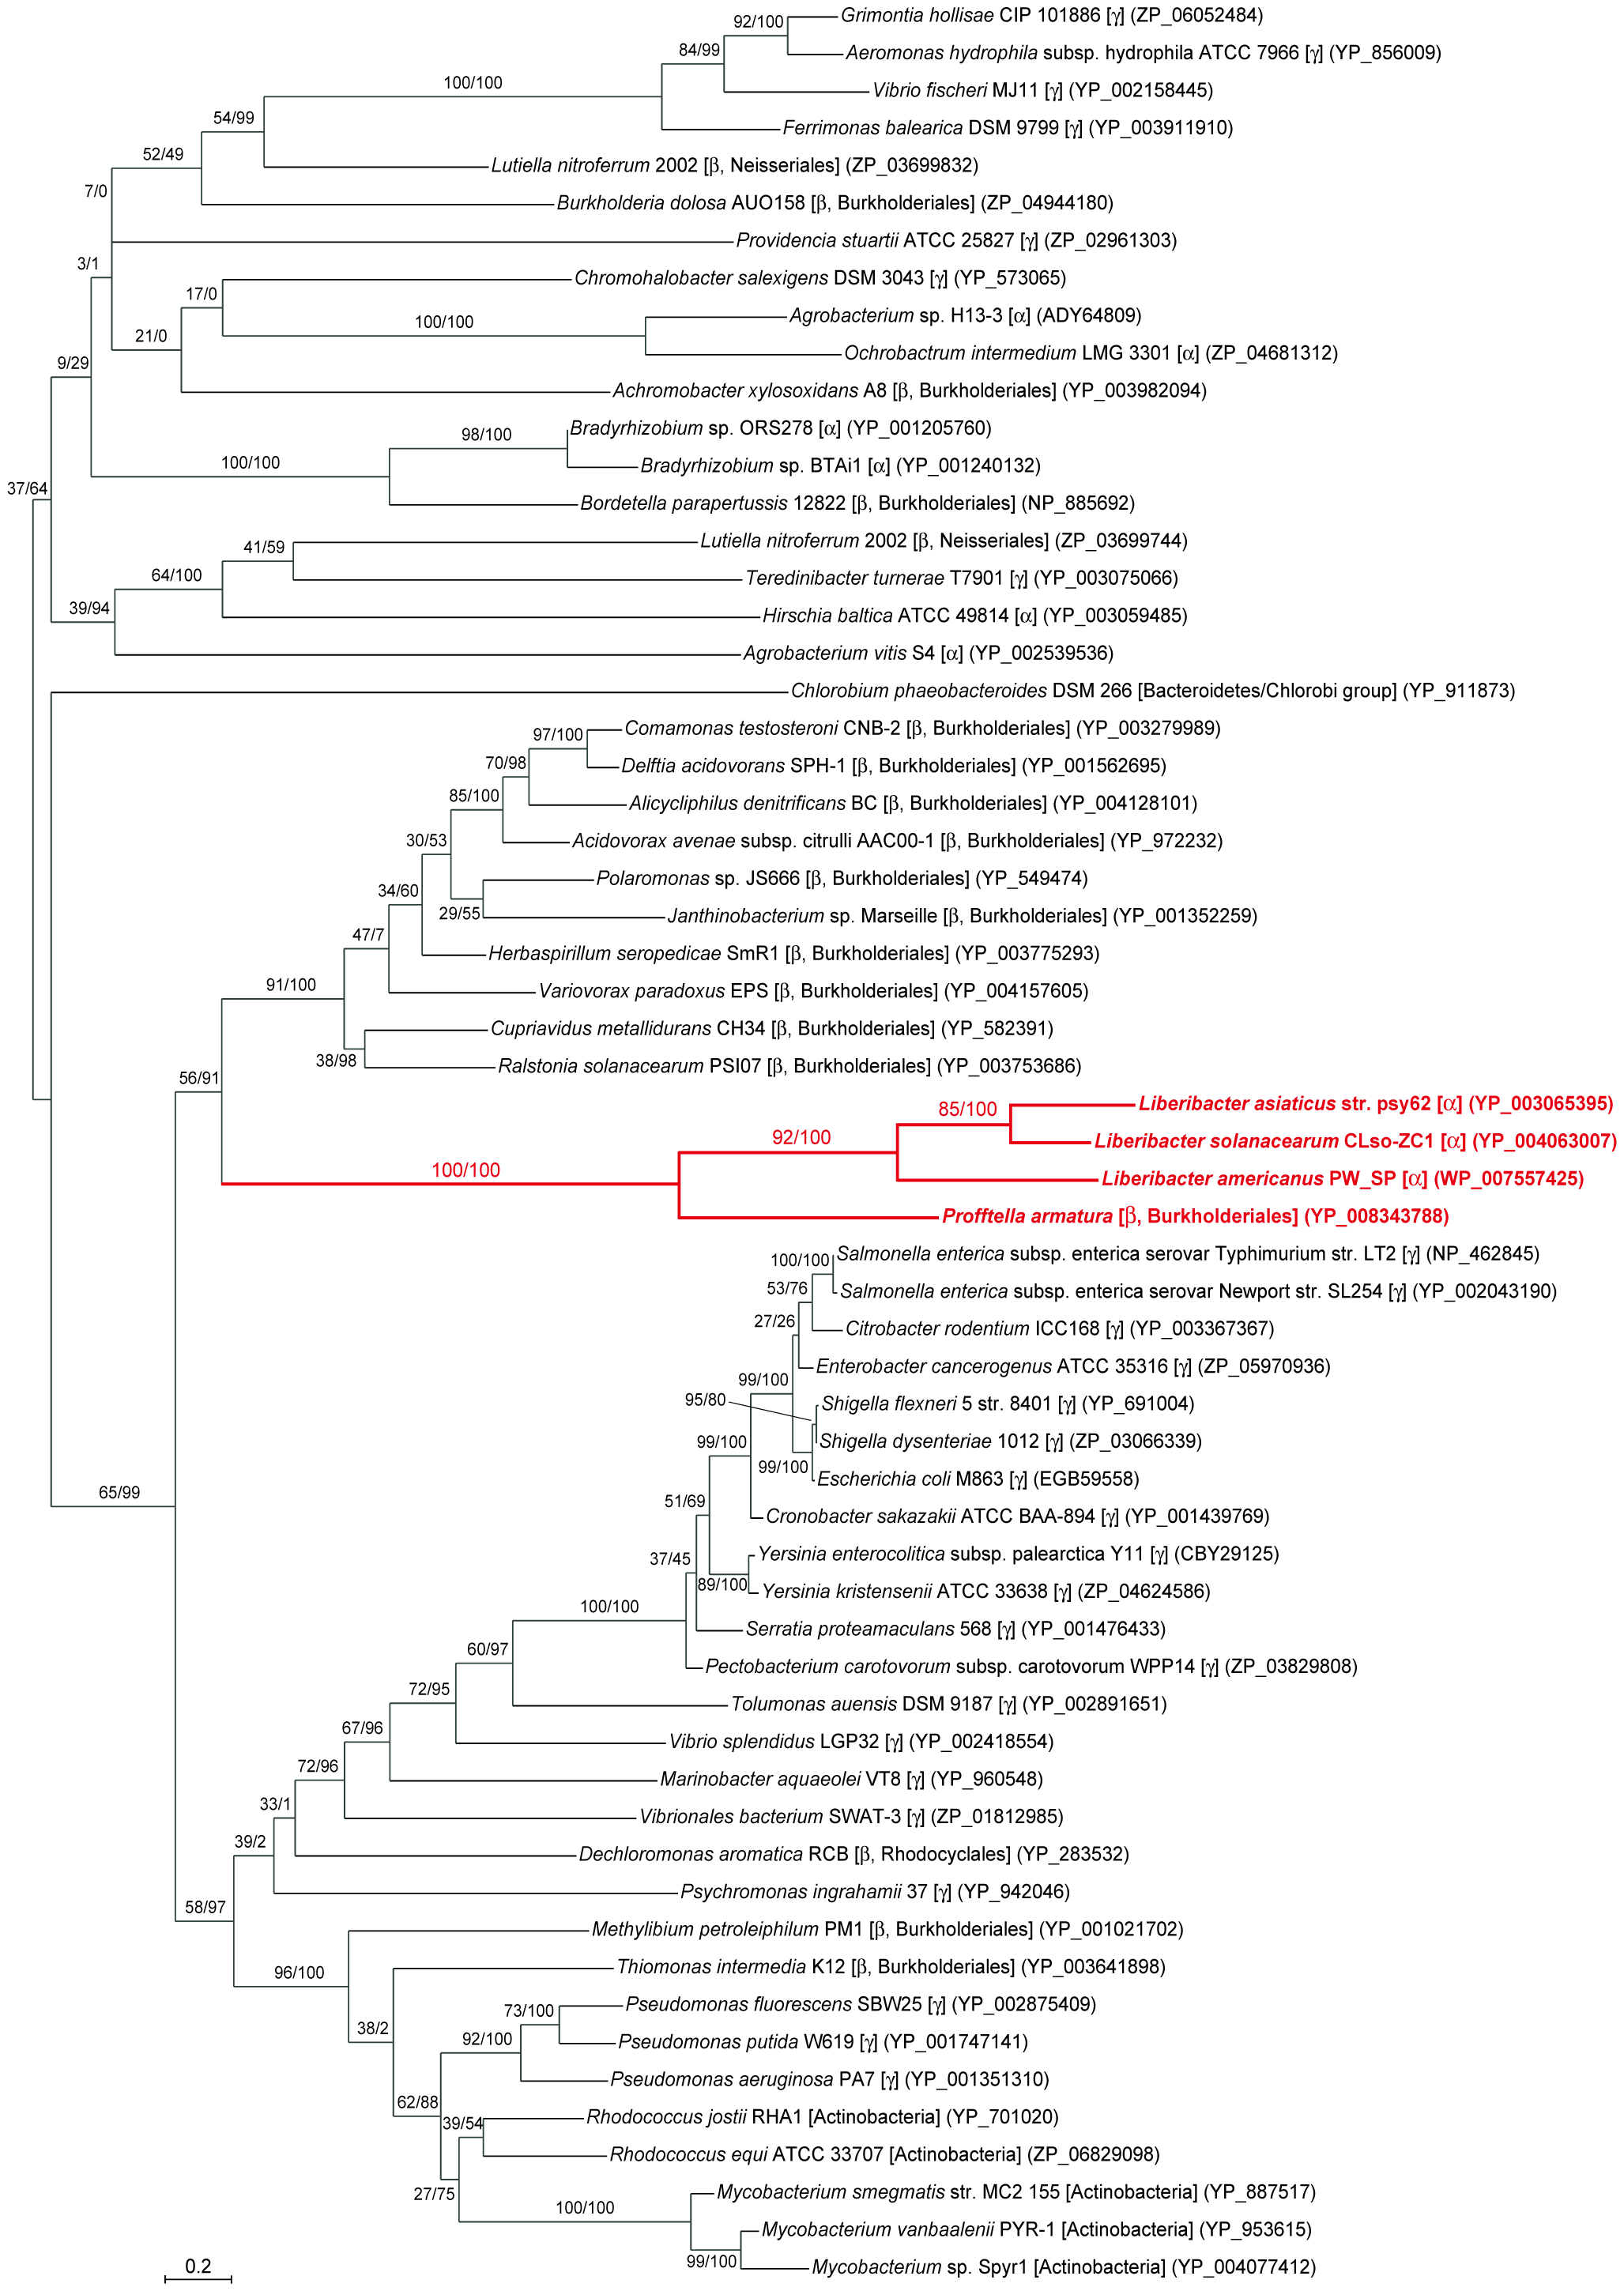 Grimontia hollisae CIP 101886 [γ] (ZP_06052484)
92/100
84/99
Aeromonas hydrophila subsp. hydrophila ATCC 7966 [γ] (YP_856009)
100/100
Vibrio fischeri MJ11 [γ] (YP_002158445)
54/99
Ferrimonas balearica DSM 9799 [γ] (YP_003911910)
52/49
Lutiella nitroferrum 2002 [β, Neisseriales] (ZP_03699832)
7/0
Burkholderia dolosa AUO158 [β, Burkholderiales] (ZP_04944180)
Providencia stuartii ATCC 25827 [γ] (ZP_02961303)
3/1
Chromohalobacter salexigens DSM 3043 [γ] (YP_573065)
17/0
Agrobacterium sp. H13-3 [α] (ADY64809)
100/100
21/0
Ochrobactrum intermedium LMG 3301 [α] (ZP_04681312)
9/29
Achromobacter xylosoxidans A8 [β, Burkholderiales] (YP_003982094)
Bradyrhizobium sp. ORS278 [α] (YP_001205760)
98/100
Bradyrhizobium sp. BTAi1 [α] (YP_001240132)
100/100
37/64
Bordetella parapertussis 12822 [β, Burkholderiales] (NP_885692)
Lutiella nitroferrum 2002 [β, Neisseriales] (ZP_03699744)
41/59
64/100
Teredinibacter turnerae T7901 [γ] (YP_003075066)
39/94
Hirschia baltica ATCC 49814 [α] (YP_003059485)
Agrobacterium vitis S4 [α] (YP_002539536)
Chlorobium phaeobacteroides DSM 266 [Bacteroidetes/Chlorobi group] (YP_911873)
Comamonas testosteroni CNB-2 [β, Burkholderiales] (YP_003279989)
97/100
70/98
Delftia acidovorans SPH-1 [β, Burkholderiales] (YP_001562695)
85/100
Alicycliphilus denitrificans BC [β, Burkholderiales] (YP_004128101)
30/53
Acidovorax avenae subsp. citrulli AAC00-1 [β, Burkholderiales] (YP_972232)
Polaromonas sp. JS666 [β, Burkholderiales] (YP_549474)
34/60
29/55
Janthinobacterium sp. Marseille [β, Burkholderiales] (YP_001352259)
47/7
Herbaspirillum seropedicae SmR1 [β, Burkholderiales] (YP_003775293)
91/100
Variovorax paradoxus EPS [β, Burkholderiales] (YP_004157605)
Cupriavidus metallidurans CH34 [β, Burkholderiales] (YP_582391)
38/98
Ralstonia solanacearum PSI07 [β, Burkholderiales] (YP_003753686)
56/91
Liberibacter asiaticus str. psy62 [α] (YP_003065395)
85/100
92/100
Liberibacter solanacearum CLso-ZC1 [α] (YP_004063007)
100/100
Liberibacter americanus PW_SP [α] (WP_007557425)
Profftella armatura [β, Burkholderiales] (YP_008343788)
Salmonella enterica subsp. enterica serovar Typhimurium str. LT2 [γ] (NP_462845)
100/100
53/76
Salmonella enterica subsp. enterica serovar Newport str. SL254 [γ] (YP_002043190)
27/26
Citrobacter rodentium ICC168 [γ] (YP_003367367)
Enterobacter cancerogenus ATCC 35316 [γ] (ZP_05970936)
99/100
95/80
Shigella flexneri 5 str. 8401 [γ] (YP_691004)
99/100
Shigella dysenteriae 1012 [γ] (ZP_03066339)
99/100
Escherichia coli M863 [γ] (EGB59558)
65/99
51/69
Cronobacter sakazakii ATCC BAA-894 [γ] (YP_001439769)
37/45
Yersinia enterocolitica subsp. palearctica Y11 [γ] (CBY29125)
89/100
Yersinia kristensenii ATCC 33638 [γ] (ZP_04624586)
100/100
Serratia proteamaculans 568 [γ] (YP_001476433)
60/97
Pectobacterium carotovorum subsp. carotovorum WPP14 [γ] (ZP_03829808)
72/95
Tolumonas auensis DSM 9187 [γ] (YP_002891651)
67/96
Vibrio splendidus LGP32 [γ] (YP_002418554)
72/96
Marinobacter aquaeolei VT8 [γ] (YP_960548)
33/1
Vibrionales bacterium SWAT-3 [γ] (ZP_01812985)
39/2
Dechloromonas aromatica RCB [β, Rhodocyclales] (YP_283532)
58/97
Psychromonas ingrahamii 37 [γ] (YP_942046)
Methylibium petroleiphilum PM1 [β, Burkholderiales] (YP_001021702)
96/100
Thiomonas intermedia K12 [β, Burkholderiales] (YP_003641898)
38/2
Pseudomonas fluorescens SBW25 [γ] (YP_002875409)
73/100
92/100
Pseudomonas putida W619 [γ] (YP_001747141)
Pseudomonas aeruginosa PA7 [γ] (YP_001351310)
62/88
Rhodococcus jostii RHA1 [Actinobacteria] (YP_701020)
39/54
Rhodococcus equi ATCC 33707 [Actinobacteria] (ZP_06829098)
27/75
Mycobacterium smegmatis str. MC2 155 [Actinobacteria] (YP_887517)
100/100
Mycobacterium vanbaalenii PYR-1 [Actinobacteria] (YP_953615)
99/100
Mycobacterium sp. Spyr1 [Actinobacteria] (YP_004077412)
0.2